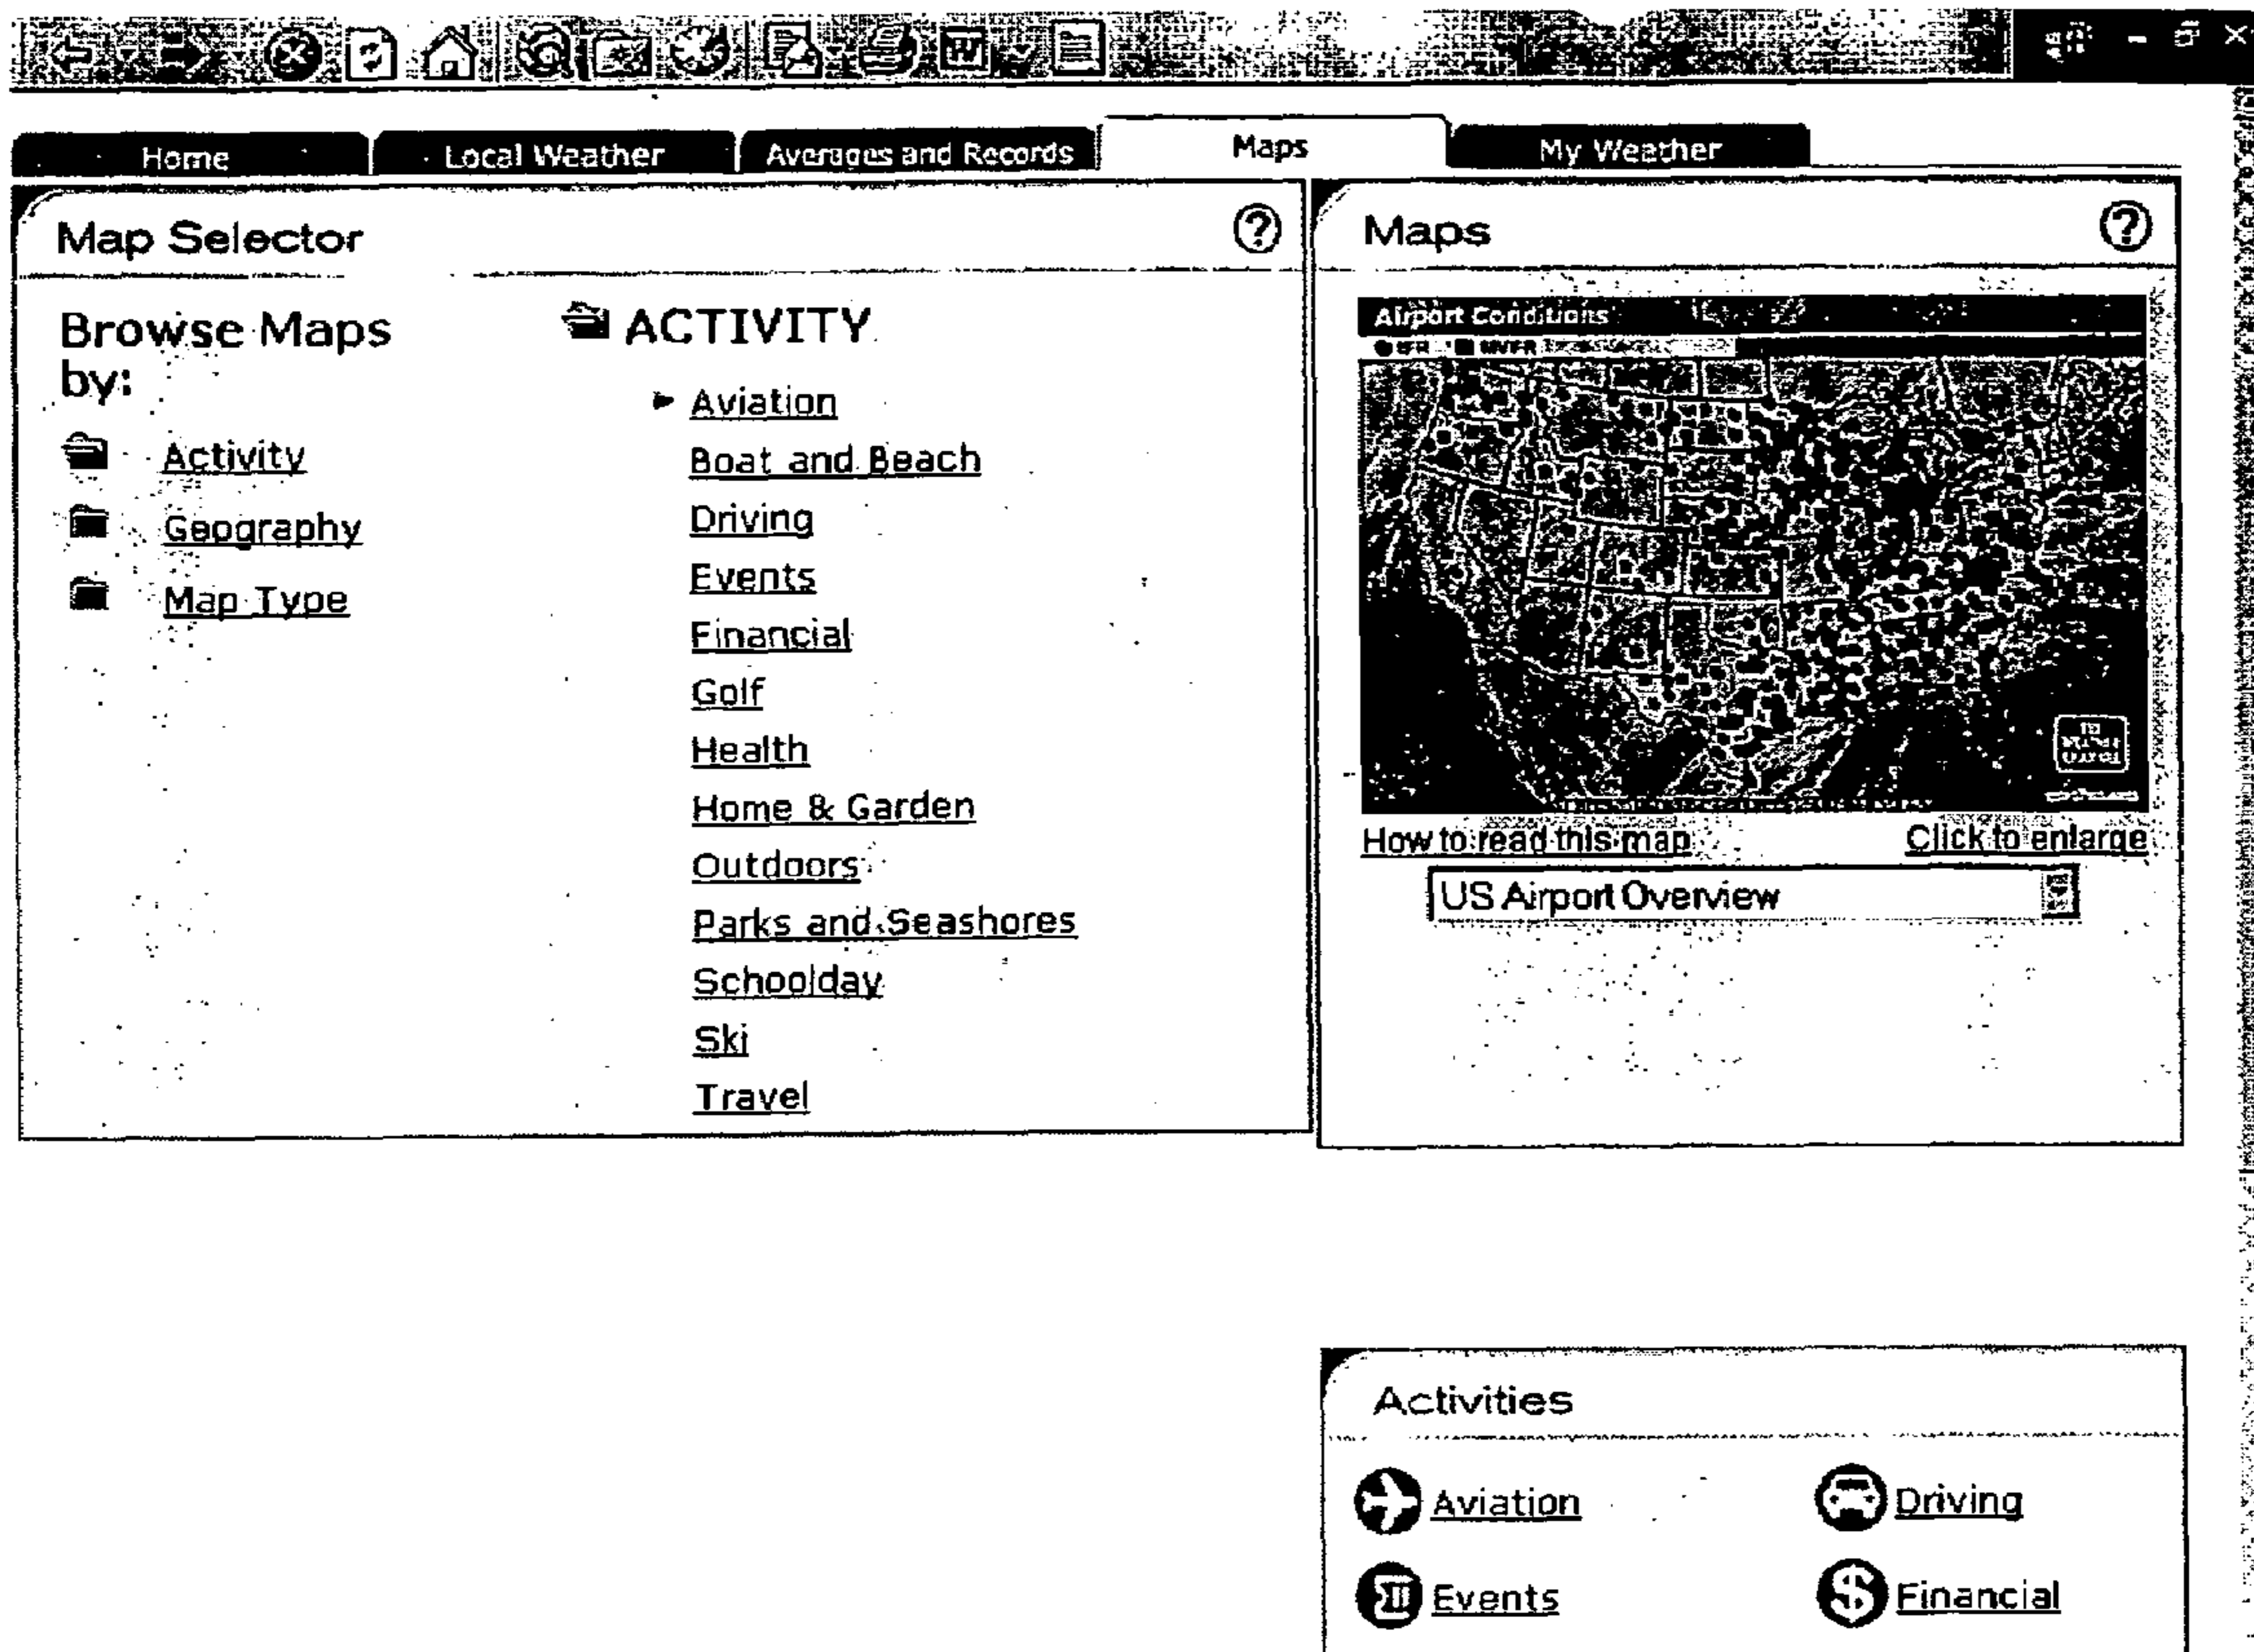 Home
Local Weather
Averages and Records
Maps
My Weather
Map Selector
?
Browse Maps
by:
Activity
Geography
Map Type
ACTIVITY
Aviation
Boat and Beach
Driving
Events
Financial
Golf
Health
Home & Garden
Outdoors
Parks and Seashores
Schoolday
Ski
Travel
Maps
?
Airport Conditions
IFR MVFR
How to read this map
Click to enlarge
US Airport Overview
Activities
Aviation
Driving
Events
$ Financial